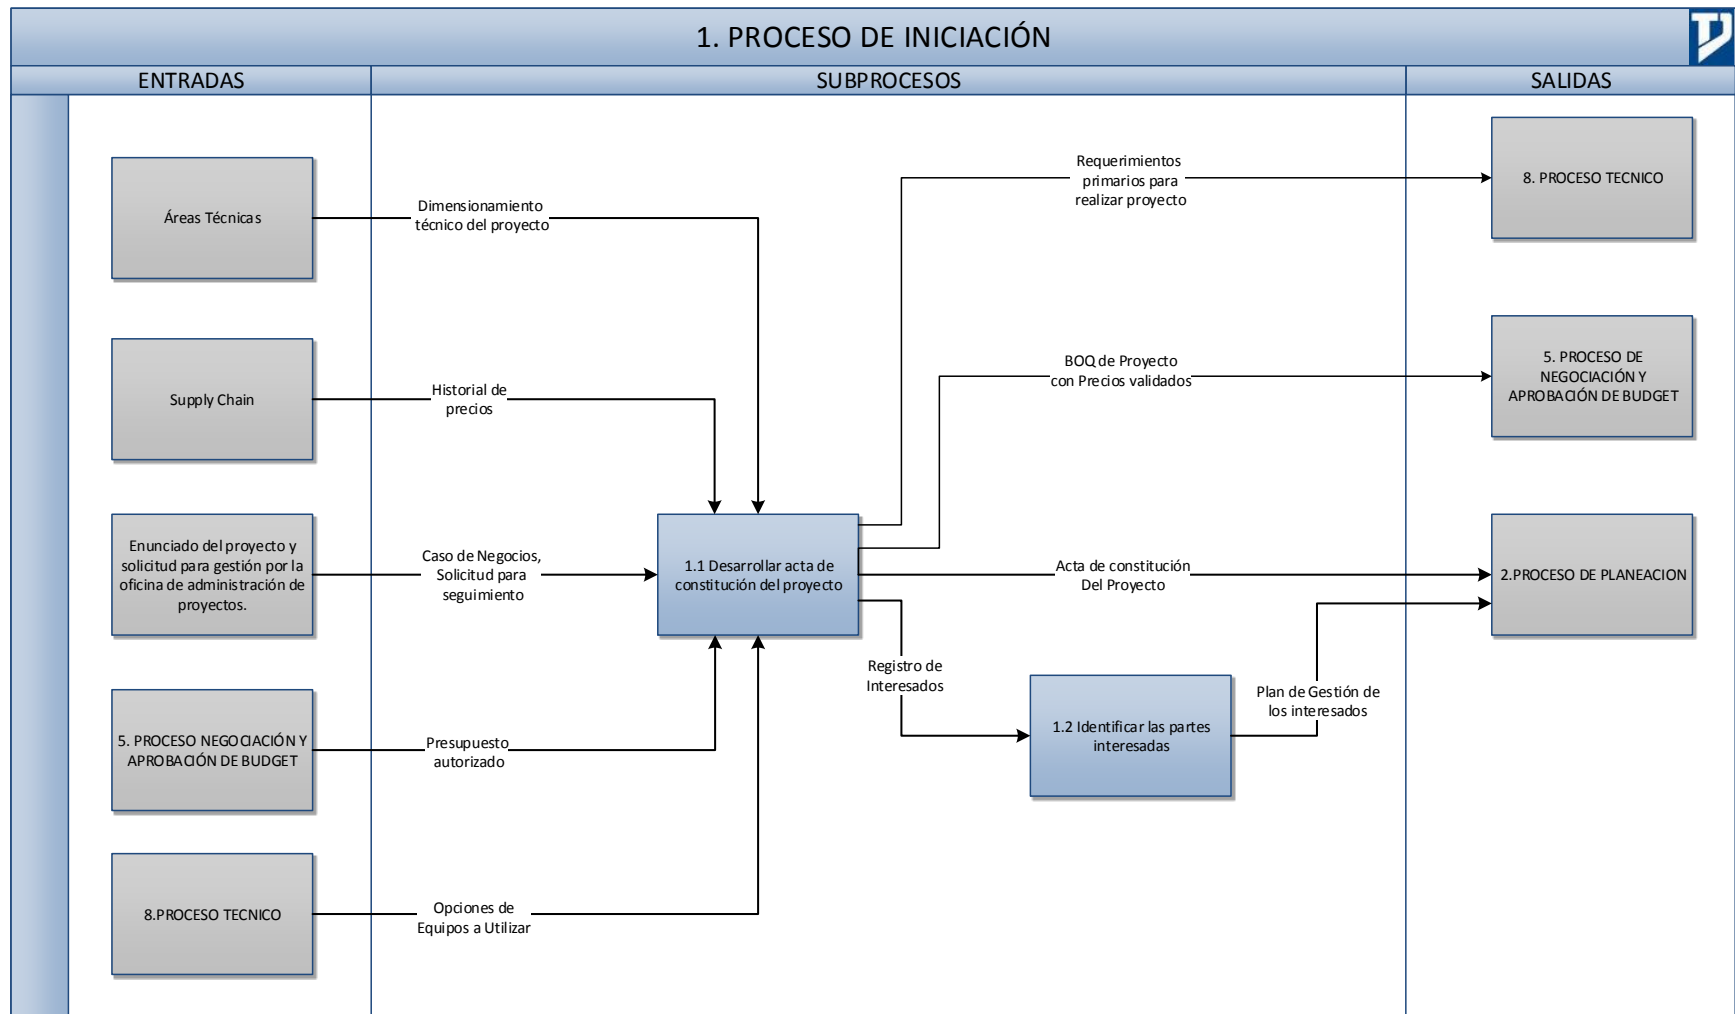 1. PROCESO DE INICIACIÓN
ENTRADAS
SUBPROCESOS
SALIDAS
Áreas Técnicas
Dimensionamiento
técnico del proyecto
Requerimientos
primarios para
realizar proyecto
8. PROCESO TECNICO
Supply Chain
Historial de
precios
BOQ de Proyecto
con Precios validados
5. PROCESO DE
NEGOCIACIÓN Y
APROBACIÓN DE BUDGET
Enunciado del proyecto y
solicitud para gestión por la
oficina de administración de
proyectos.
Caso de Negocios,
Solicitud para
seguimiento
1.1 Desarrollar acta de
constitución del proyecto
Acta de constitución
Del Proyecto
2.PROCESO DE PLANEACION
Registro de
Interesados
1.2 Identificar las partes
interesadas
Plan de Gestión de
los interesados
5. PROCESO NEGOCIACIÓN Y
APROBACIÓN DE BUDGET
Presupuesto
autorizado
8.PROCESO TECNICO
Opciones de
Equipos a Utilizar